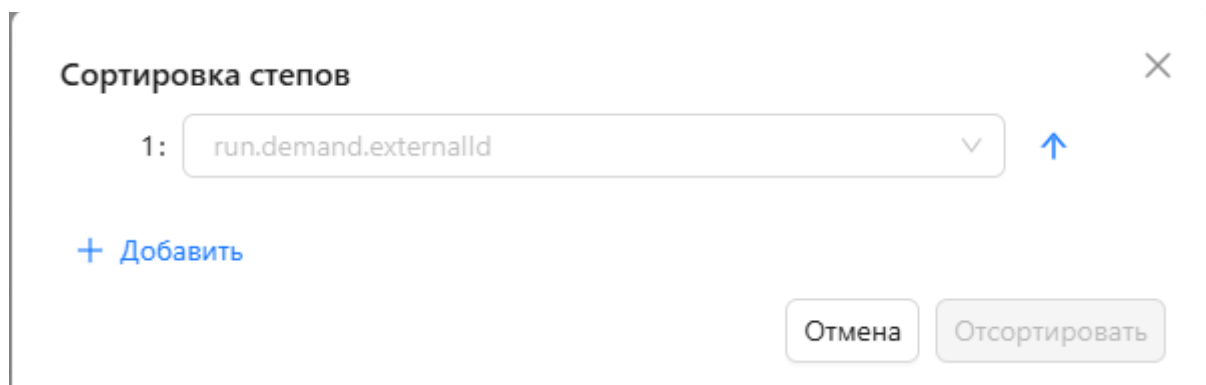 Сортировка степов
1: run.demand.externalId
+ Добавить
Отмена Отсортировать